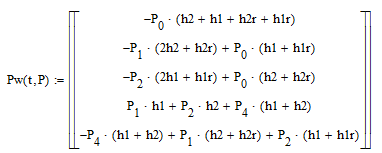 −P₀ · (h2 + h1 + h2r + h1r)
−P₁ · (2h2 + h2r) + P₀ · (h1 + h1r)
−P₂ · (2h1 + h1r) + P₀ · (h2 + h2r)
Pw(t,P) :=
P₁ · h1 + P₂ · h2 + P₄ · (h1 + h2)
−P₄ · (h1 + h2) + P₁ · (h2 + h2r) + P₂ · (h1 + h1r)